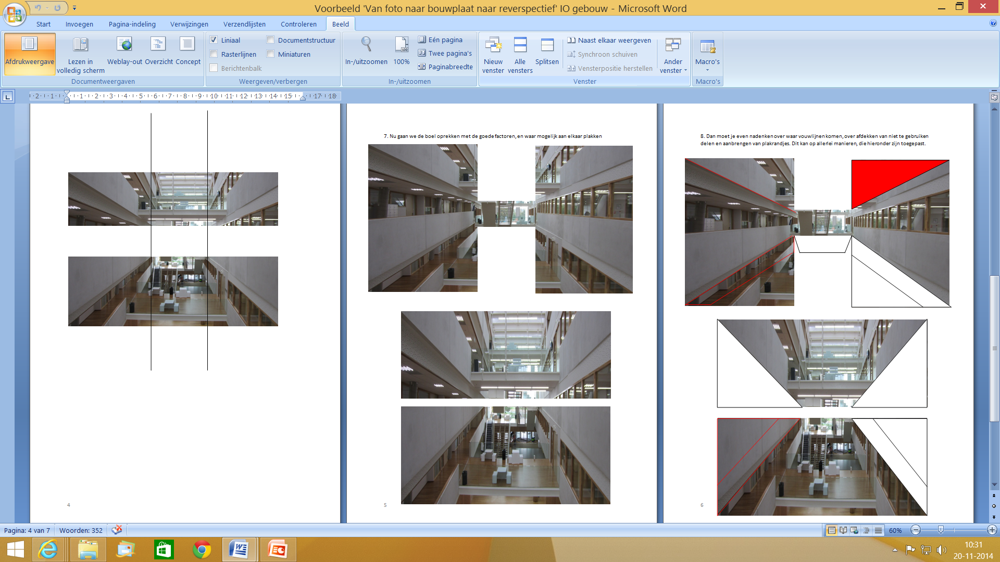 Voorbeeld 'Van foto naar bouwplaat naar reverspectief' IO gebouw - Microsoft Word
Start Invoegen Pagina-indeling Verwijzingen Verzendlijsten Controleren Beeld
Afdrukweergave
Lezen in volledig scherm
Weblay-out
Overzicht
Concept
Documentweergaven
Liniaal
Rasterlijnen
Berichtenbalk
Documentstructuur
Miniaturen
Weergeven/verbergen
In-/uitzoomen
100
100%
Eén pagina
Twee pagina's
Paginabreedte
In-/uitzoomen
Nieuw venster
Alle vensters
Splitsen
Naast elkaar weergeven
Synchroon schuiven
Vensterpositie herstellen
Ander venster
Venster
Macro's
Macro's
2 1 1 2 3 4 5 6 7 8 9 10 11 12 13 14 15 17 18
4
7. Nu gaan we de boel oprekken met de goede factoren, en waar mogelijk aan elkaar plakken
5
8. Dan moet je even nadenken over waar vouwlijnen komen, over afdekken van niet te gebruiken
delen en aanbrengen van plakrandjes. Dit kan op allerlei manieren, die hieronder zijn toegepast.
6
Pagina: 4 van 7 Woorden: 352
60%
10:31
20-11-2014